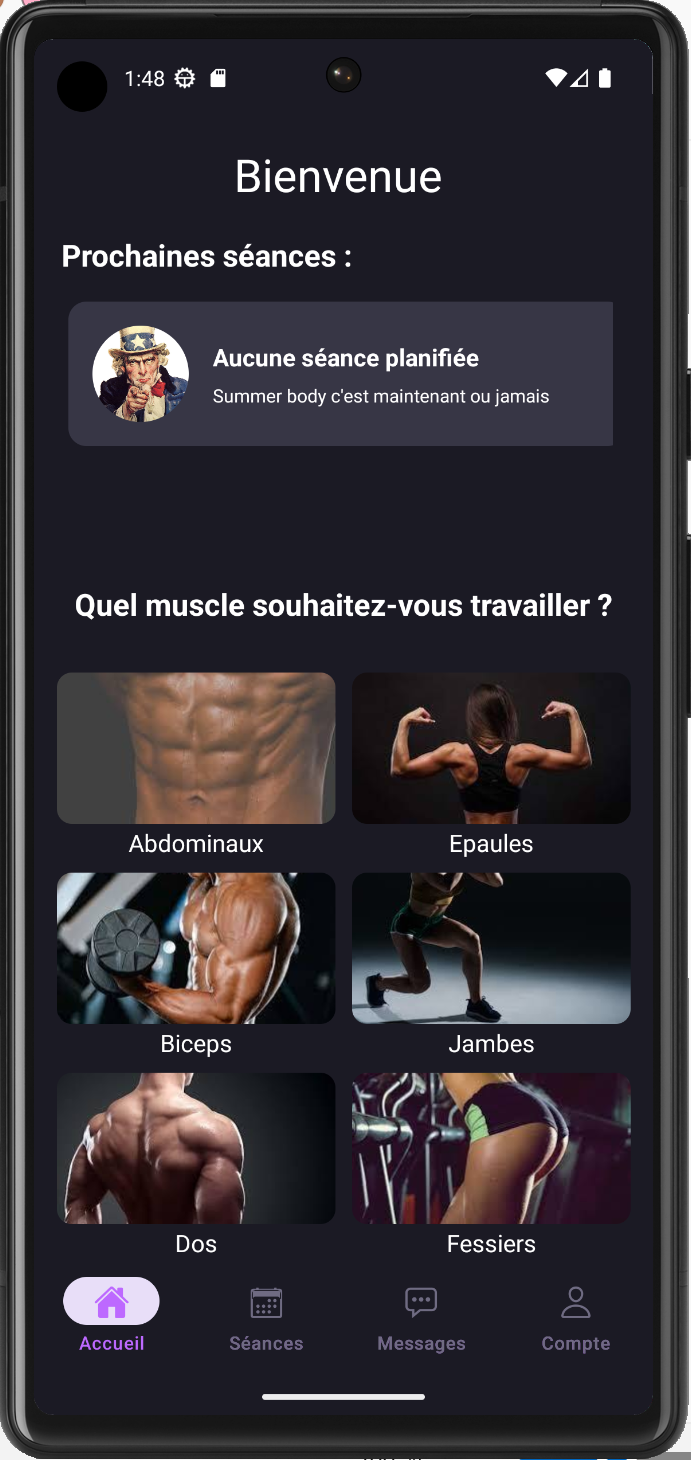 1:48
Bienvenue
Prochaines séances :
Aucune séance planifiée
Summer body c'est maintenant ou jamais
Quel muscle souhaitez-vous travailler ?
Abdominaux
Epaules
Biceps
Jambes
Dos
Fessiers
Accueil
Séances
Messages
Compte